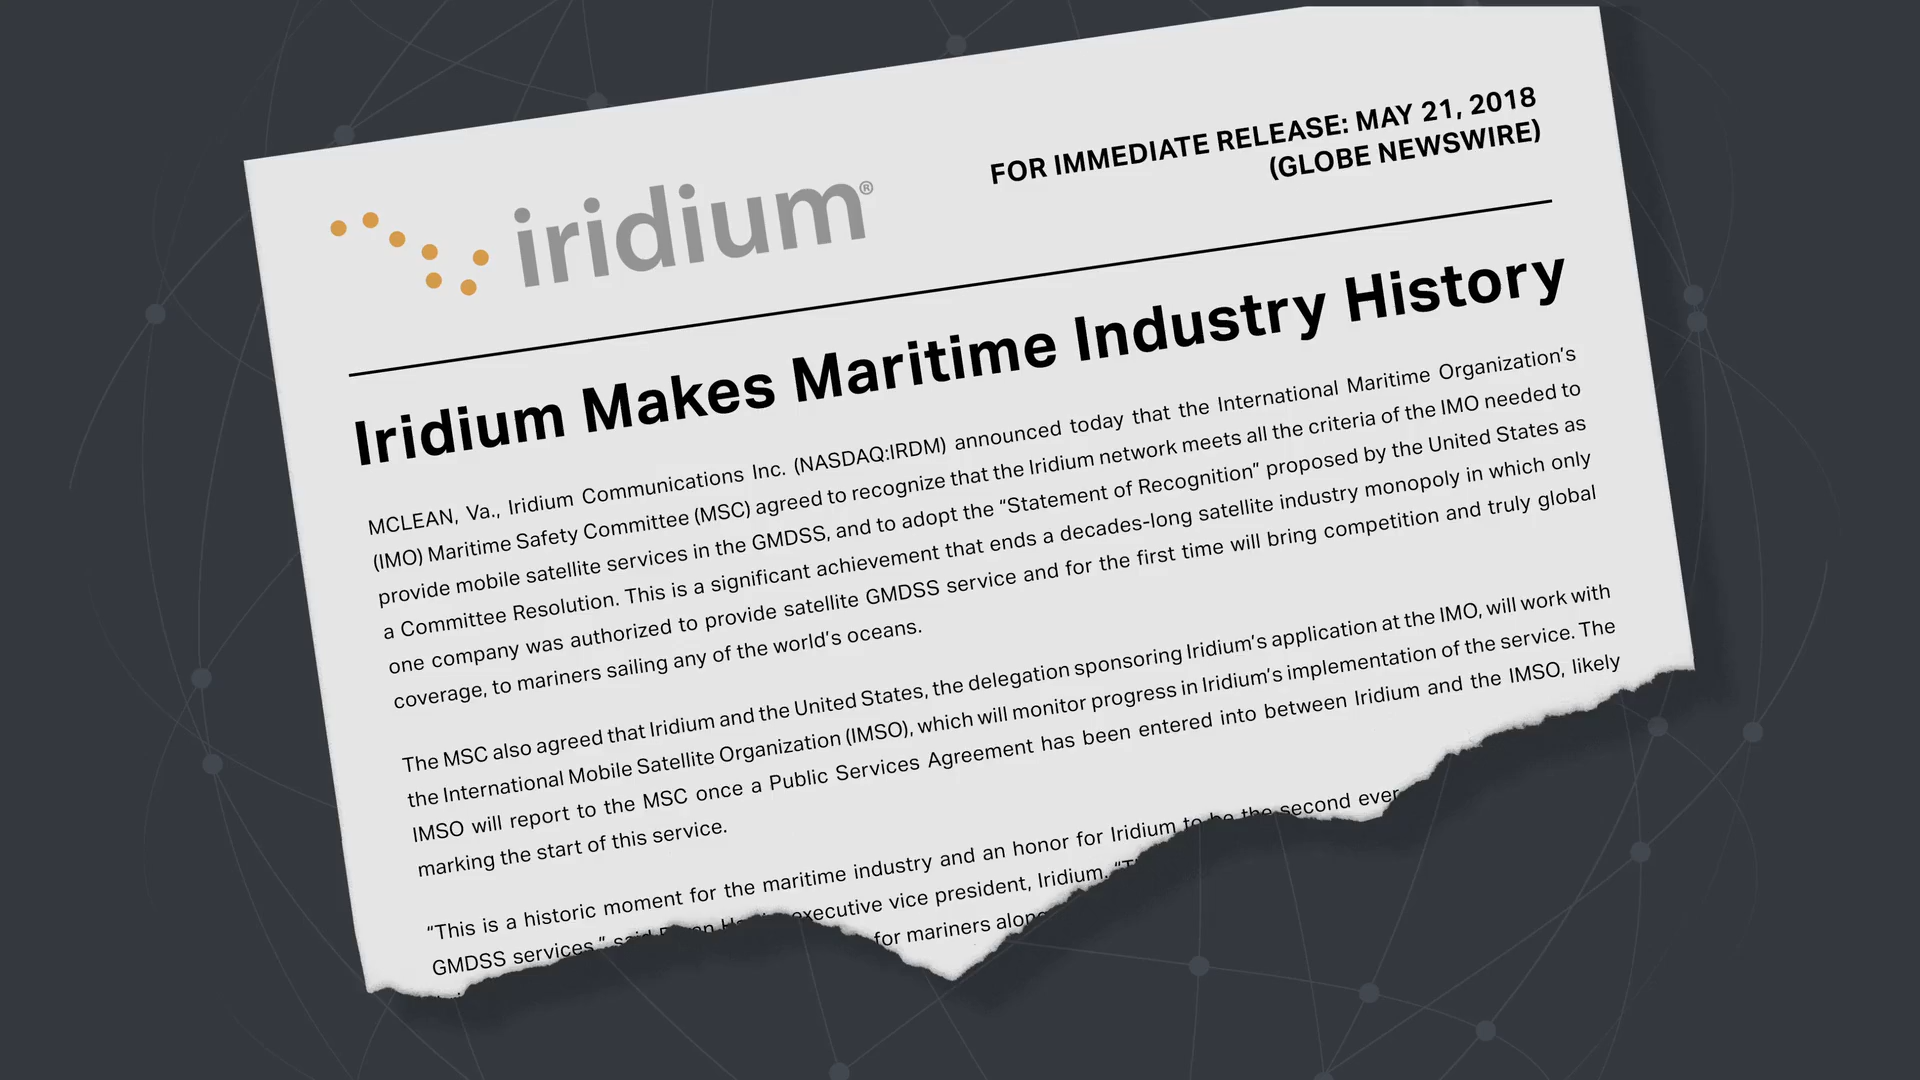 FOR IMMEDIATE RELEASE: MAY 21, 2018
(GLOBE NEWSWIRE)
iridium®
Iridium Makes Maritime Industry History
MCLEAN, Va., Iridium Communications Inc. (NASDAQ:IRDM) announced today that the International Maritime Organization's
(IMO) Maritime Safety Committee (MSC) agreed to recognize that the Iridium network meets all the criteria of the IMO needed to
provide mobile satellite services in the GMDSS, and to adopt the “Statement of Recognition” proposed by the United States as
a Committee Resolution. This is a significant achievement that ends a decades-long satellite industry monopoly in which only
one company was authorized to provide satellite GMDSS service and for the first time will bring competition and truly global
coverage, to mariners sailing any of the world's oceans.
The MSC also agreed that Iridium and the United States, the delegation sponsoring Iridium's application at the IMO, will work with
the International Mobile Satellite Organization (IMSO), which will monitor progress in Iridium's implementation of the service. The
IMSO will report to the MSC once a Public Services Agreement has been entered into between Iridium and the IMSO, likely
marking the start of this service.
“This is a historic moment for the maritime industry and an honor for Iridium to be the second ever
GMDSS services,” said executive vice president, Iridium.
for mariners along